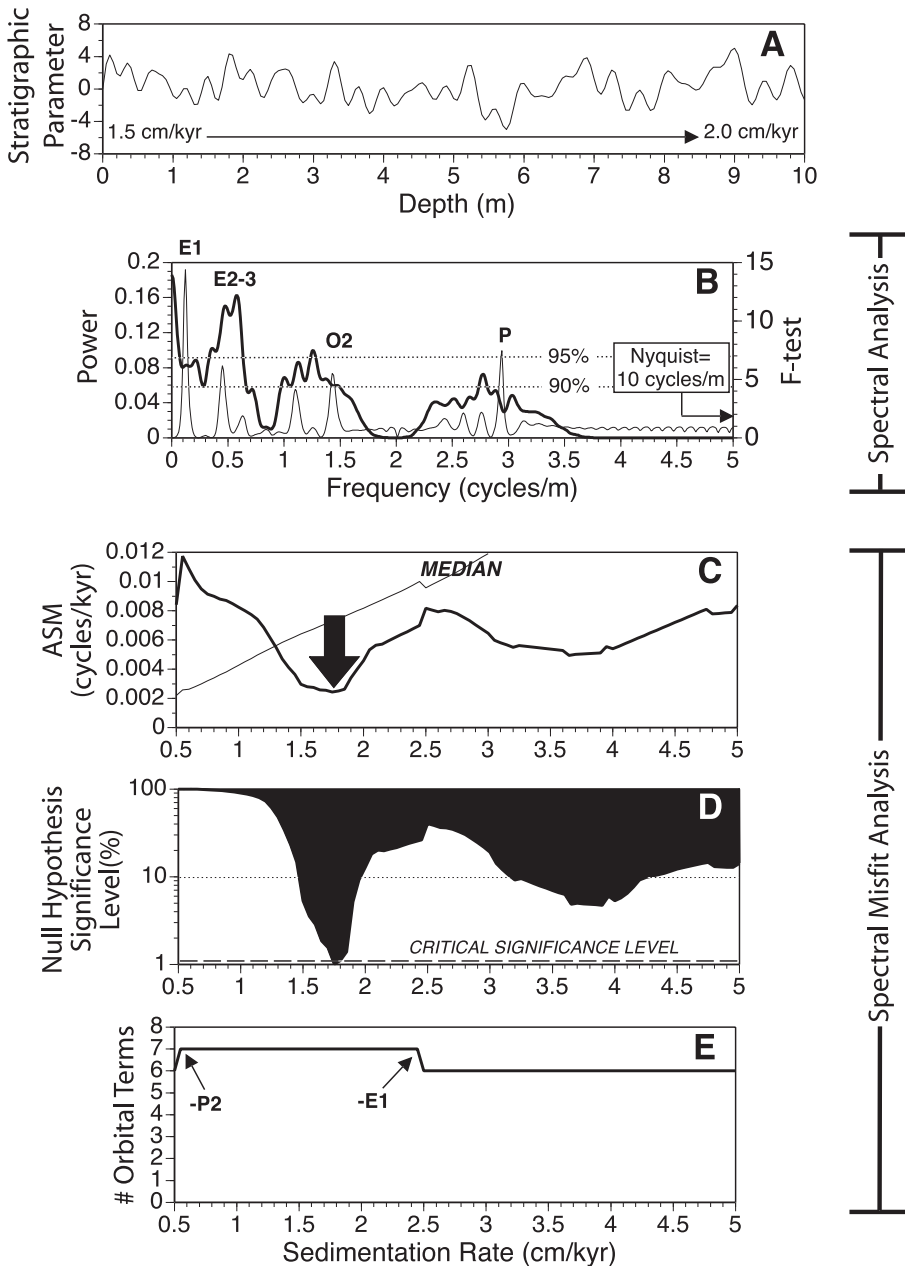 A
Stratigraphic
Parameter
8
4
0
-4
-8
1.5 cm/kyr
2.0 cm/kyr
0 1 2 3 4 5 6 7 8 9 10
Depth (m)
B
E1
E2-3
O2
P
Power
0.2
0.16
0.12
0.08
0.04
0
95%
90%
Nyquist=
10 cycles/m
15
10
5
0
F-test
0 0.5 1 1.5 2 2.5 3 3.5 4 4.5 5
Frequency (cycles/m)
Spectral Analysis
C
MEDIAN
ASM
(cycles/kyr)
0.012
0.01
0.008
0.006
0.004
0.002
0
0.5 1 1.5 2 2.5 3 3.5 4 4.5 5
D
Null Hypothesis
Significance
Level(%)
100
10
1
CRITICAL SIGNIFICANCE LEVEL
0.5 1 1.5 2 2.5 3 3.5 4 4.5 5
E
# Orbital Terms
8
7
6
5
4
3
2
1
0
-P2
-E1
0.5 1 1.5 2 2.5 3 3.5 4 4.5 5
Sedimentation Rate (cm/kyr)
Spectral Misfit Analysis